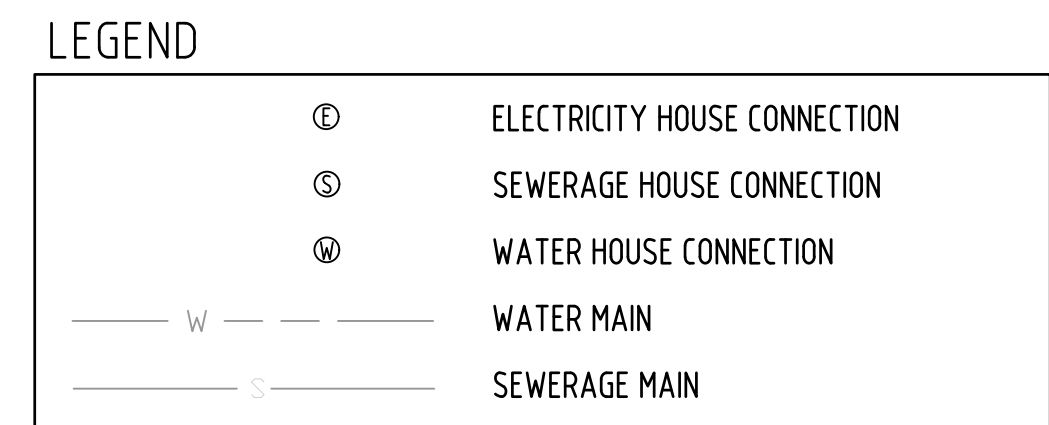 LEGEND
E ELECTRICITY HOUSE CONNECTION
S SEWERAGE HOUSE CONNECTION
W WATER HOUSE CONNECTION
W WATER MAIN
S SEWERAGE MAIN